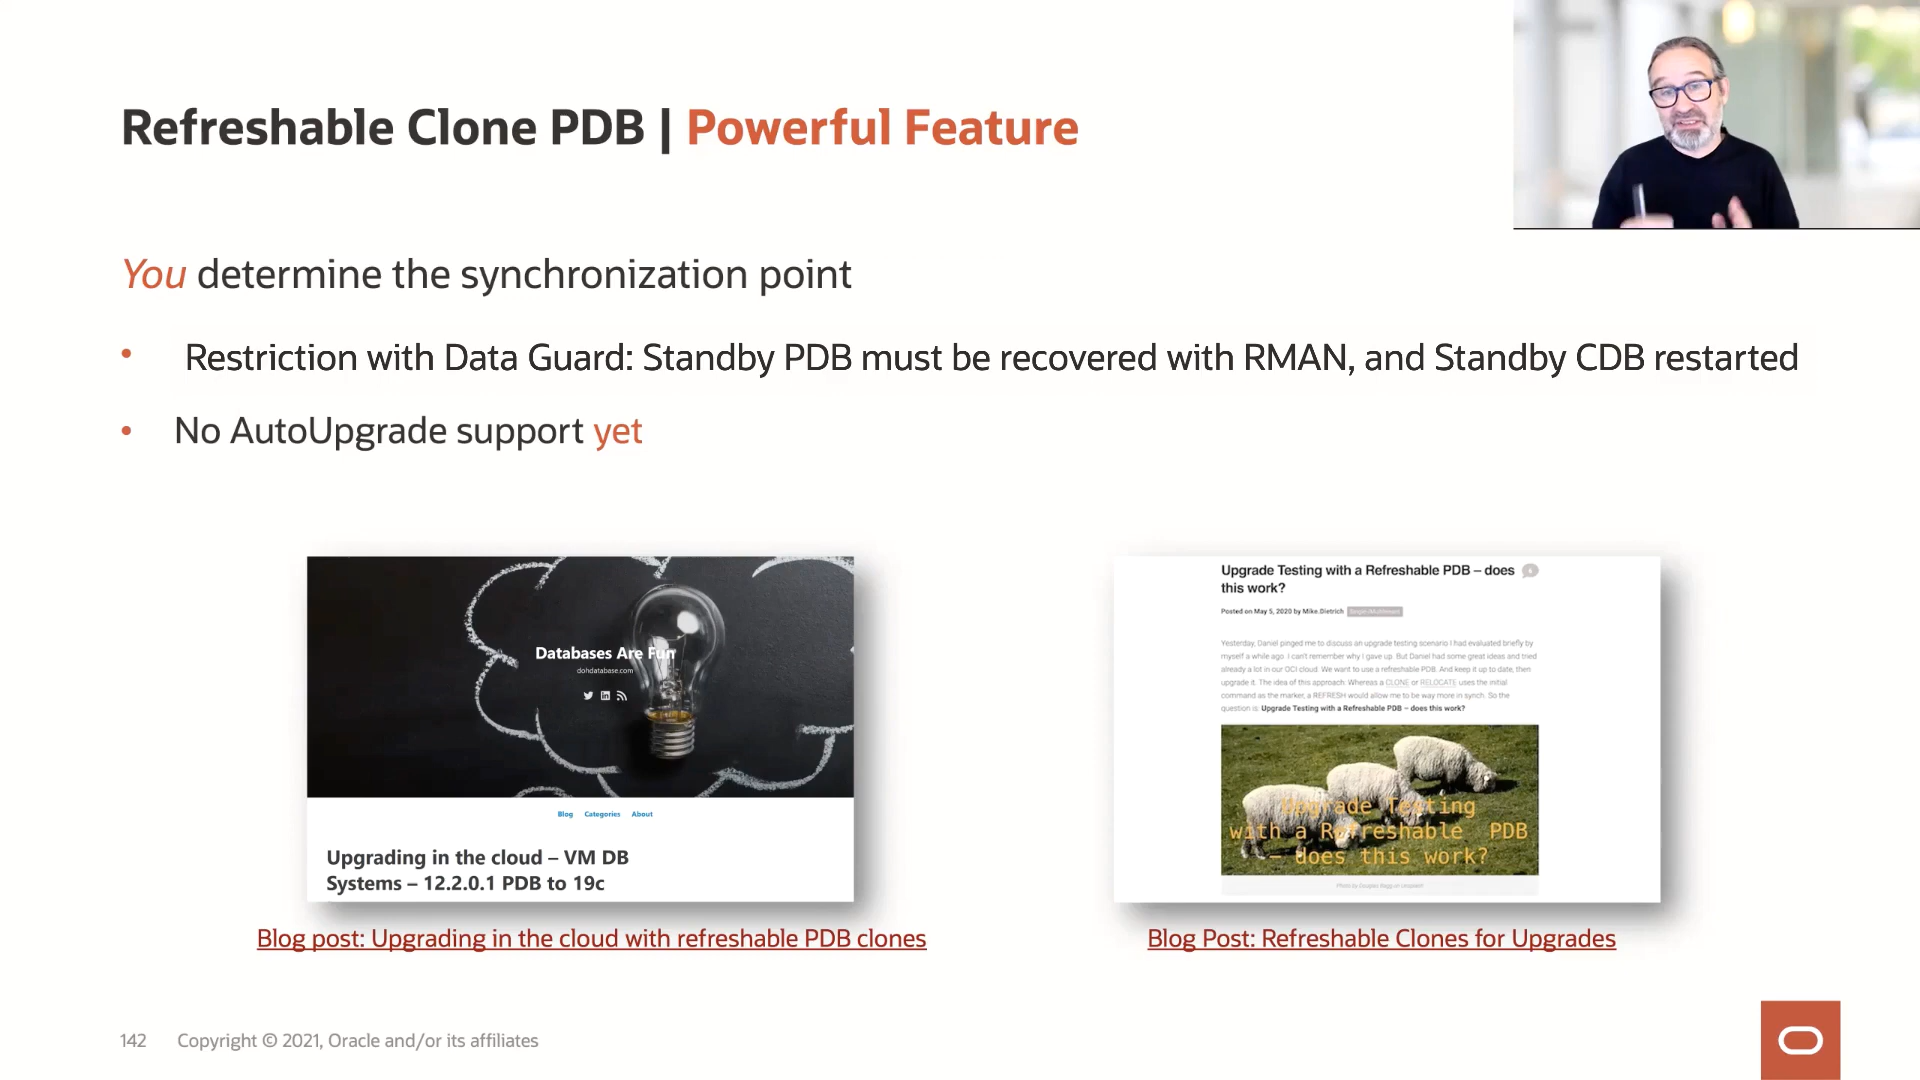 Refreshable Clone PDB | Powerful Feature
You determine the synchronization point
• Restriction with Data Guard: Standby PDB must be recovered with RMAN, and Standby CDB restarted
• No AutoUpgrade support yet
Databases Are Fun
dohdatabase.com
Blog Categories About
Upgrading in the cloud – VM DB
Systems – 12.2.0.1 PDB to 19c
Blog post: Upgrading in the cloud with refreshable PDB clones
Upgrade Testing with a Refreshable PDB – does
this work?
Posted on May 5, 2020 by Mike.Dietrich
Yesterday, Daniel pinged me to discuss an upgrade testing scenario I had evaluated briefly by
myself a while ago. I can't remember why I gave up. But Daniel had some great ideas and tried
already a lot in our OCI cloud. We want to use a refreshable PDB. And keep it up to date, then
upgrade it. The idea of this approach: Whereas a CLONE or RELOCATE uses the initial
command as the marker, a REFRESH would allow me to be way more in synch. So the
question is: Upgrade Testing with a Refreshable PDB – does this work?
Upgrade Testing
with a Refreshable PDB
– does this work?
Blog Post: Refreshable Clones for Upgrades
142 Copyright © 2021, Oracle and/or its affiliates